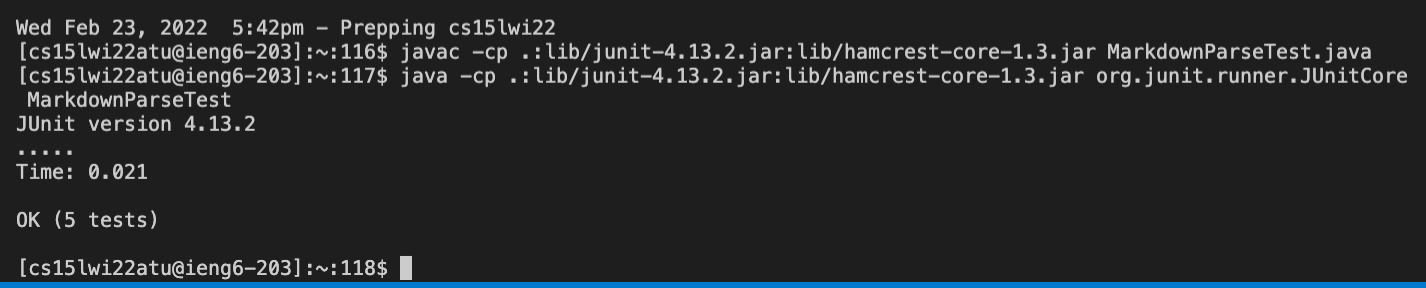 Wed Feb 23, 2022  5:42pm – Prepping cs15lwi22
[cs15lwi22atu@ieng6-203]:~:116$ javac -cp .:lib/junit-4.13.2.jar:lib/hamcrest-core-1.3.jar MarkdownParseTest.java
[cs15lwi22atu@ieng6-203]:~:117$ java -cp .:lib/junit-4.13.2.jar:lib/hamcrest-core-1.3.jar org.junit.runner.JUnitCore
 MarkdownParseTest
JUnit version 4.13.2
.....
Time: 0.021

OK (5 tests)

[cs15lwi22atu@ieng6-203]:~:118$